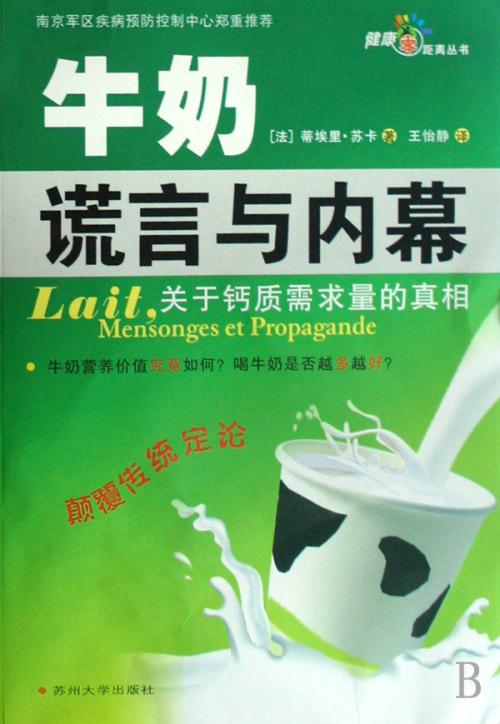 南京军区疾病预防控制中心郑重推荐
健康零距离丛书
牛奶
[法] 蒂埃里·苏卡 著 王怡静 译
谎言与内幕
Lait, 关于钙质需求量的真相
Mensonges et Propagande
• 牛奶营养价值究竟如何？喝牛奶是否越多越好？
颠覆传统定论
苏州大学出版社
B